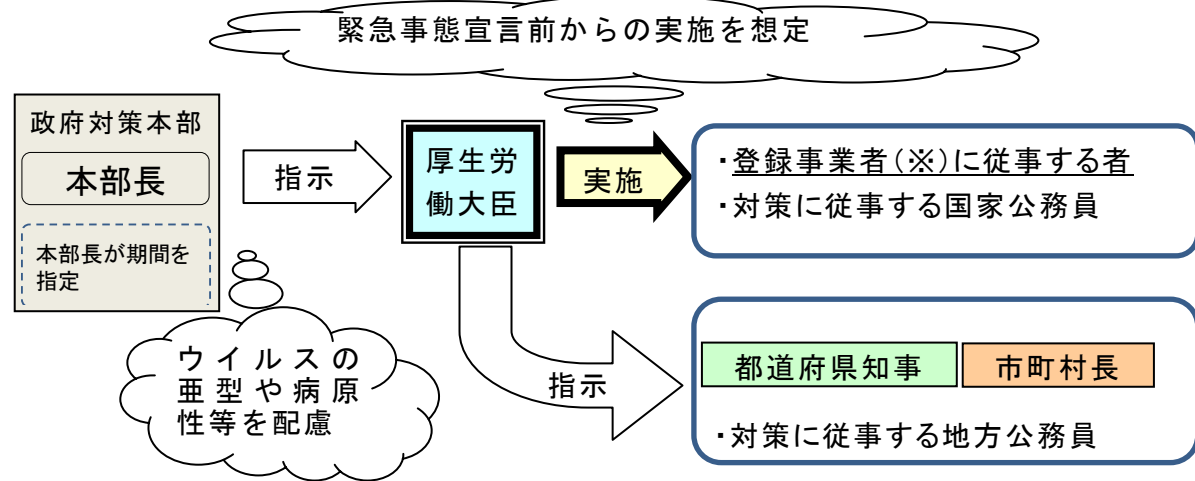 緊急事態宣言前からの実施を想定
政府対策本部
本部長
本部長が期間を
指定
指示
厚生労
働大臣
実施
・登録事業者(※)に従事する者
・対策に従事する国家公務員
ウイルスの
亜型や病原
性等を配慮
指示
都道府県知事
市町村長
・対策に従事する地方公務員